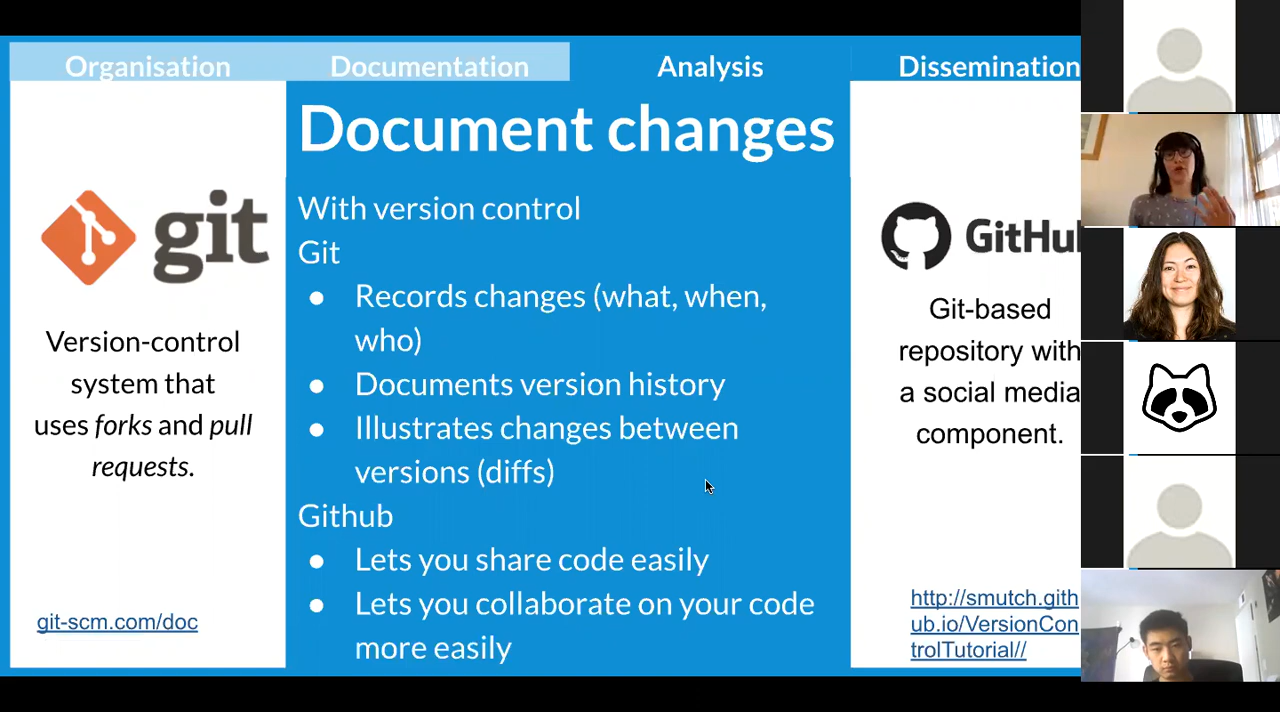 Organisation
Documentation
Analysis
Dissemination
Document changes
git
Version-control
system that
uses forks and pull
requests.
git-scm.com/doc
With version control
Git
● Records changes (what, when,
who)
● Documents version history
● Illustrates changes between
versions (diffs)
Github
● Lets you share code easily
● Lets you collaborate on your code
more easily
GitHu
Git-based
repository with
a social media
component.
http://smutch.gith
ub.io/VersionCon
trolTutorial//